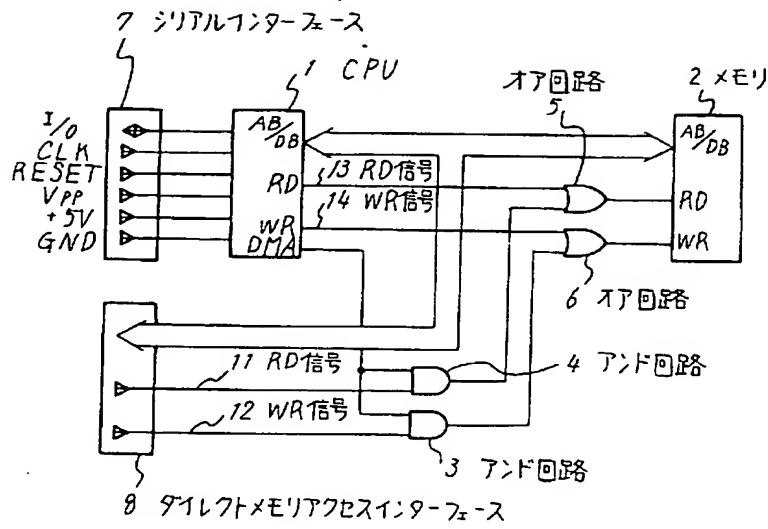 7 シリアルインターフェース
1 CPU
オア回路
5
2 メモリ
I/O
CLK
RESET
VPP
+5V
GND
AB/DB
RD
WR
DMA
13 RD信号
14 WR信号
AB/DB
RD
WR
6 オア回路
11 RD信号
12 WR信号
4 アンド回路
3 アンド回路
8 ダイレクトメモリアクセスインターフェース